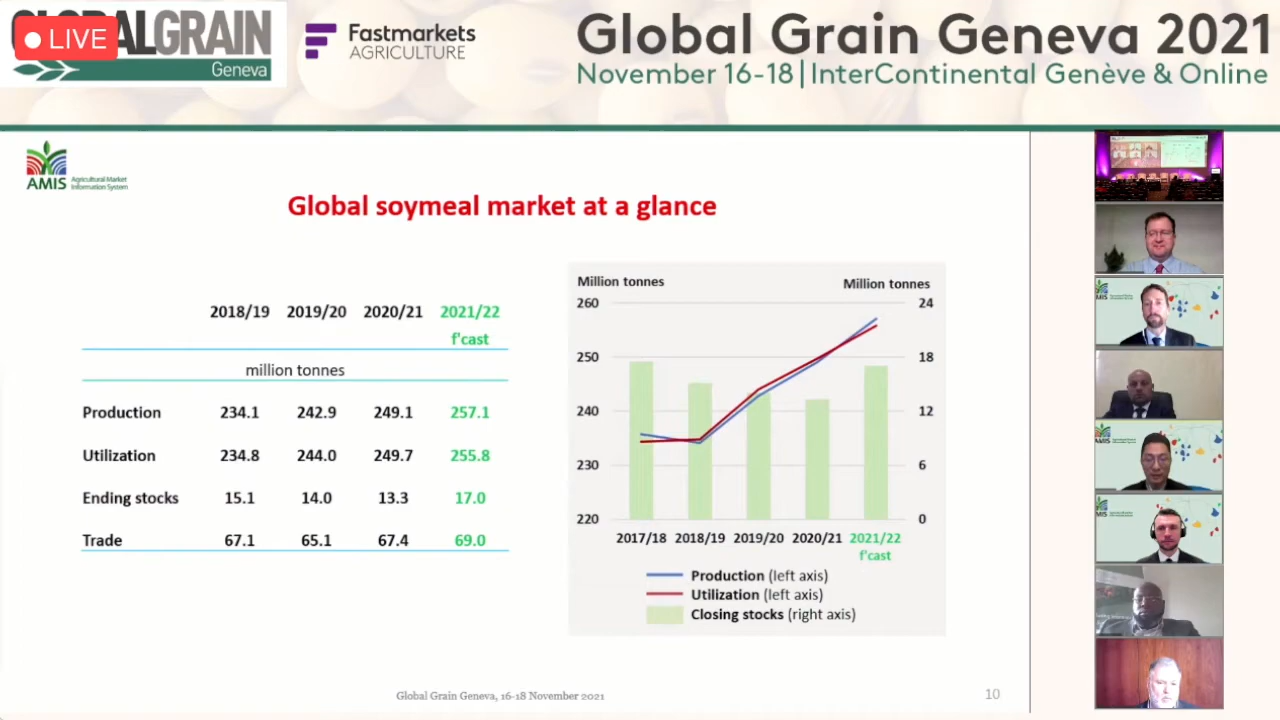 GLOBALGRAIN
LIVE
Geneva
Fastmarkets
AGRICULTURE
Global Grain Geneva 2021
November 16-18 | InterContinental Genève & Online
AMIS Agricultural Market
Information System
Global soymeal market at a glance
2018/19 2019/20 2020/21 2021/22
f'cast
million tonnes
Production 234.1 242.9 249.1 257.1
Utilization 234.8 244.0 249.7 255.8
Ending stocks 15.1 14.0 13.3 17.0
Trade 67.1 65.1 67.4 69.0
Million tonnes Million tonnes
260 24
250 18
240 12
230 6
220 0
2017/18 2018/19 2019/20 2020/21 2021/22
f'cast
Production (left axis)
Utilization (left axis)
Closing stocks (right axis)
Global Grain Geneva, 16-18 November 2021
10
AMIS
AMIS
AMIS